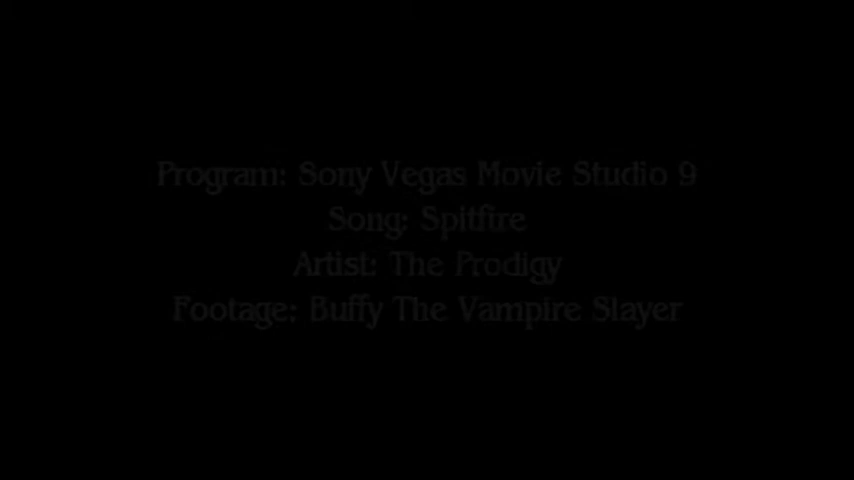 Program: Sony Vegas Movie Studio 9
Song: Spitfire
Artist: The Prodigy
Footage: Buffy The Vampire Slayer